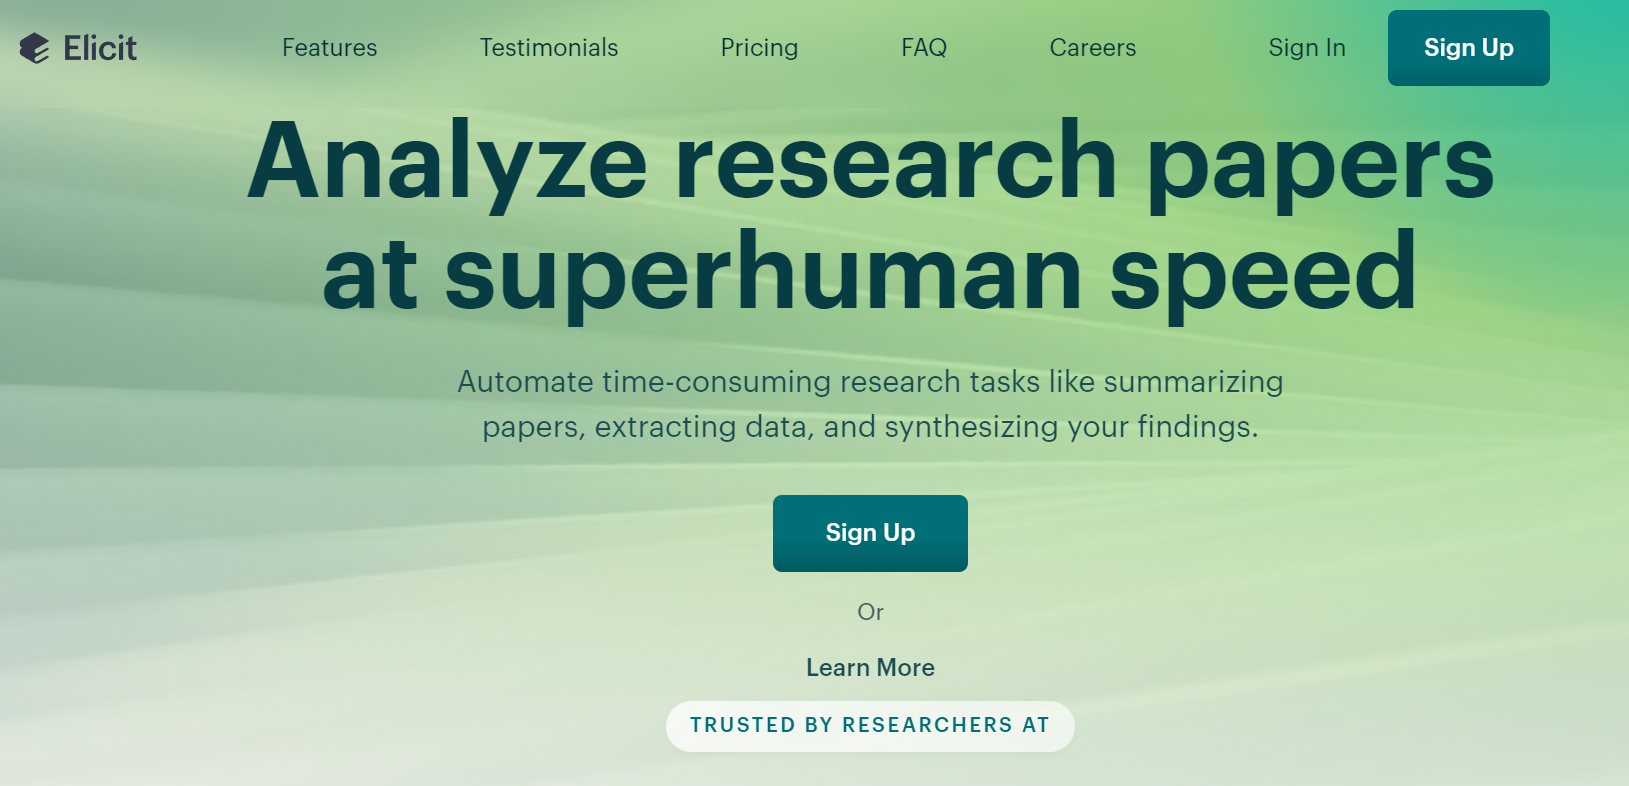 Elicit
Features
Testimonials
Pricing
FAQ
Careers
Sign In
Sign Up
Analyze research papers
at superhuman speed
Automate time-consuming research tasks like summarizing
papers, extracting data, and synthesizing your findings.
Sign Up
Or
Learn More
TRUSTED BY RESEARCHERS AT